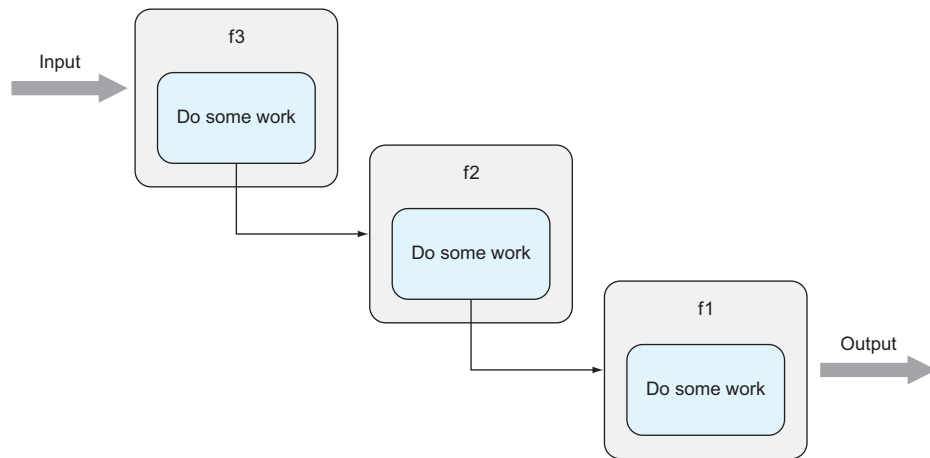 f3
Input
Do some work
f2
Do some work
f1
Output
Do some work